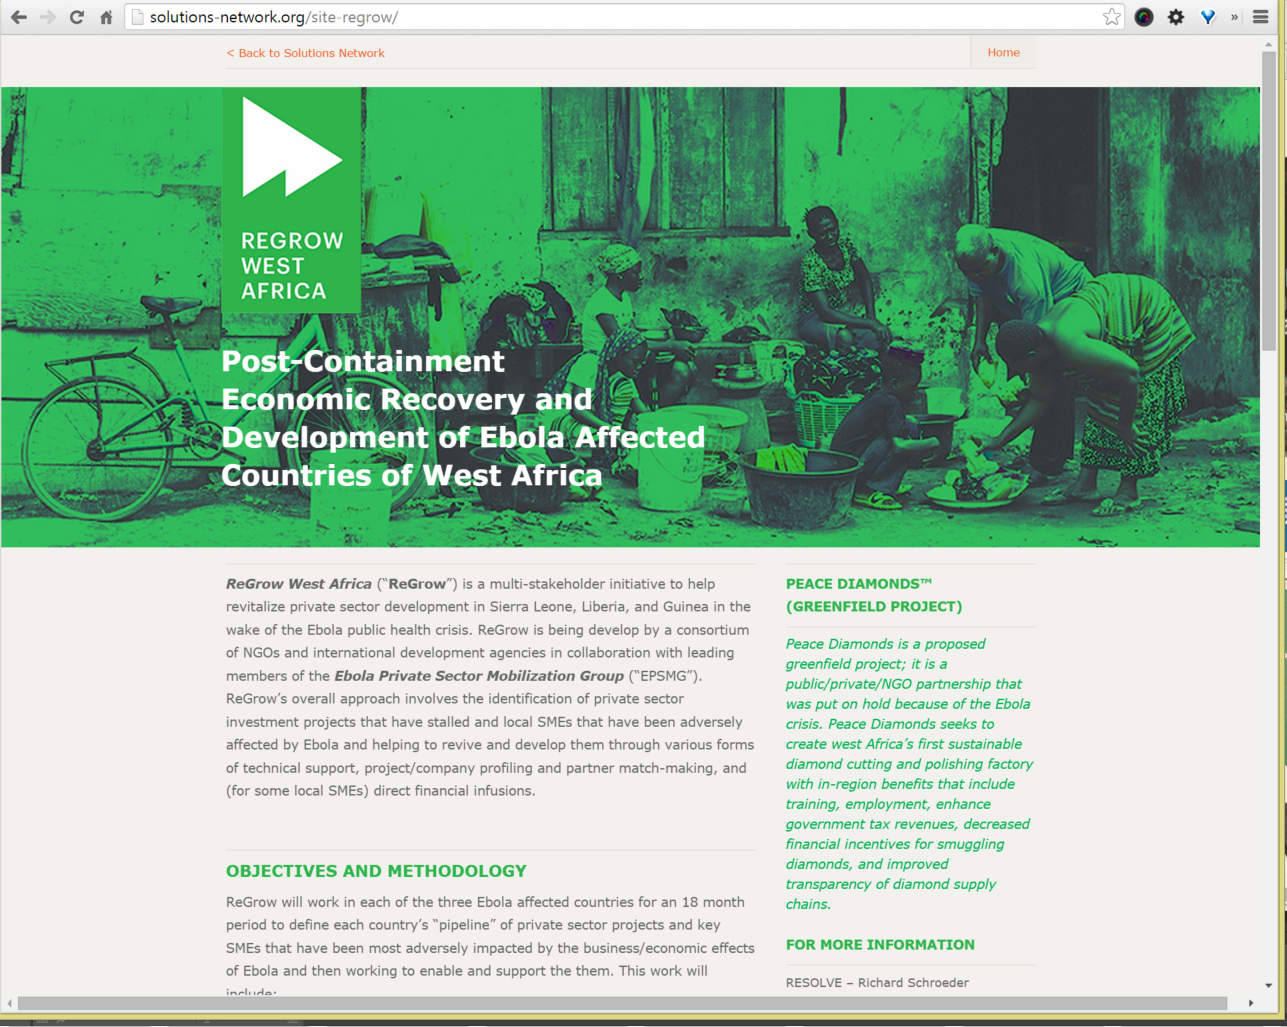 solutions-network.org/site-regrow/
< Back to Solutions Network
Home
REGROW
WEST
AFRICA
Post-Containment
Economic Recovery and
Development of Ebola Affected
Countries of West Africa
ReGrow West Africa (“ReGrow”) is a multi-stakeholder initiative to help
revitalize private sector development in Sierra Leone, Liberia, and Guinea in the
wake of the Ebola public health crisis. ReGrow is being develop by a consortium
of NGOs and international development agencies in collaboration with leading
members of the Ebola Private Sector Mobilization Group (“EPSMG”).
ReGrow’s overall approach involves the identification of private sector
investment projects that have stalled and local SMEs that have been adversely
affected by Ebola and helping to revive and develop them through various forms
of technical support, project/company profiling and partner match-making, and
(for some local SMEs) direct financial infusions.
OBJECTIVES AND METHODOLOGY
ReGrow will work in each of the three Ebola affected countries for an 18 month
period to define each country’s “pipeline” of private sector projects and key
SMEs that have been most adversely impacted by the business/economic effects
of Ebola and then working to enable and support the them. This work will
include:
PEACE DIAMONDS™
(GREENFIELD PROJECT)
Peace Diamonds is a proposed
greenfield project; it is a
public/private/NGO partnership that
was put on hold because of the Ebola
crisis. Peace Diamonds seeks to
create west Africa’s first sustainable
diamond cutting and polishing factory
with in-region benefits that include
training, employment, enhance
government tax revenues, decreased
financial incentives for smuggling
diamonds, and improved
transparency of diamond supply
chains.
FOR MORE INFORMATION
RESOLVE – Richard Schroeder